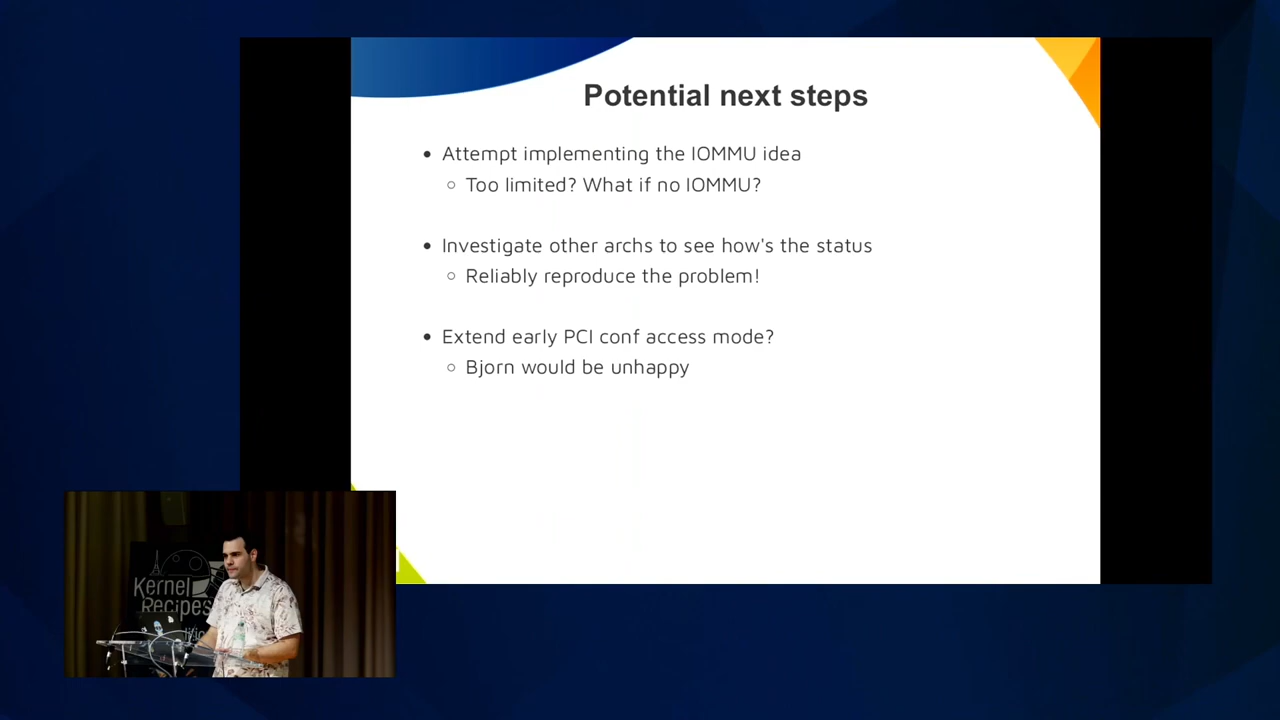 Potential next steps
• Attempt implementing the IOMMU idea
○ Too limited? What if no IOMMU?
• Investigate other archs to see how's the status
○ Reliably reproduce the problem!
• Extend early PCI conf access mode?
○ Bjorn would be unhappy
Kernel
Recipes